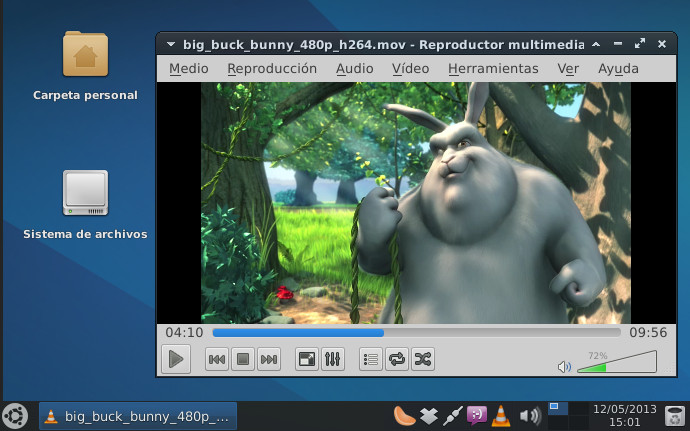 big_buck_bunny_480p_h264.mov - Reproductor multimedia
Carpeta personal
Sistema de archivos
Medio Reproducción Audio Vídeo Herramientas Ver Ayuda
04:10 09:56
72%
big_buck_bunny_480p_...
12/05/2013
15:01